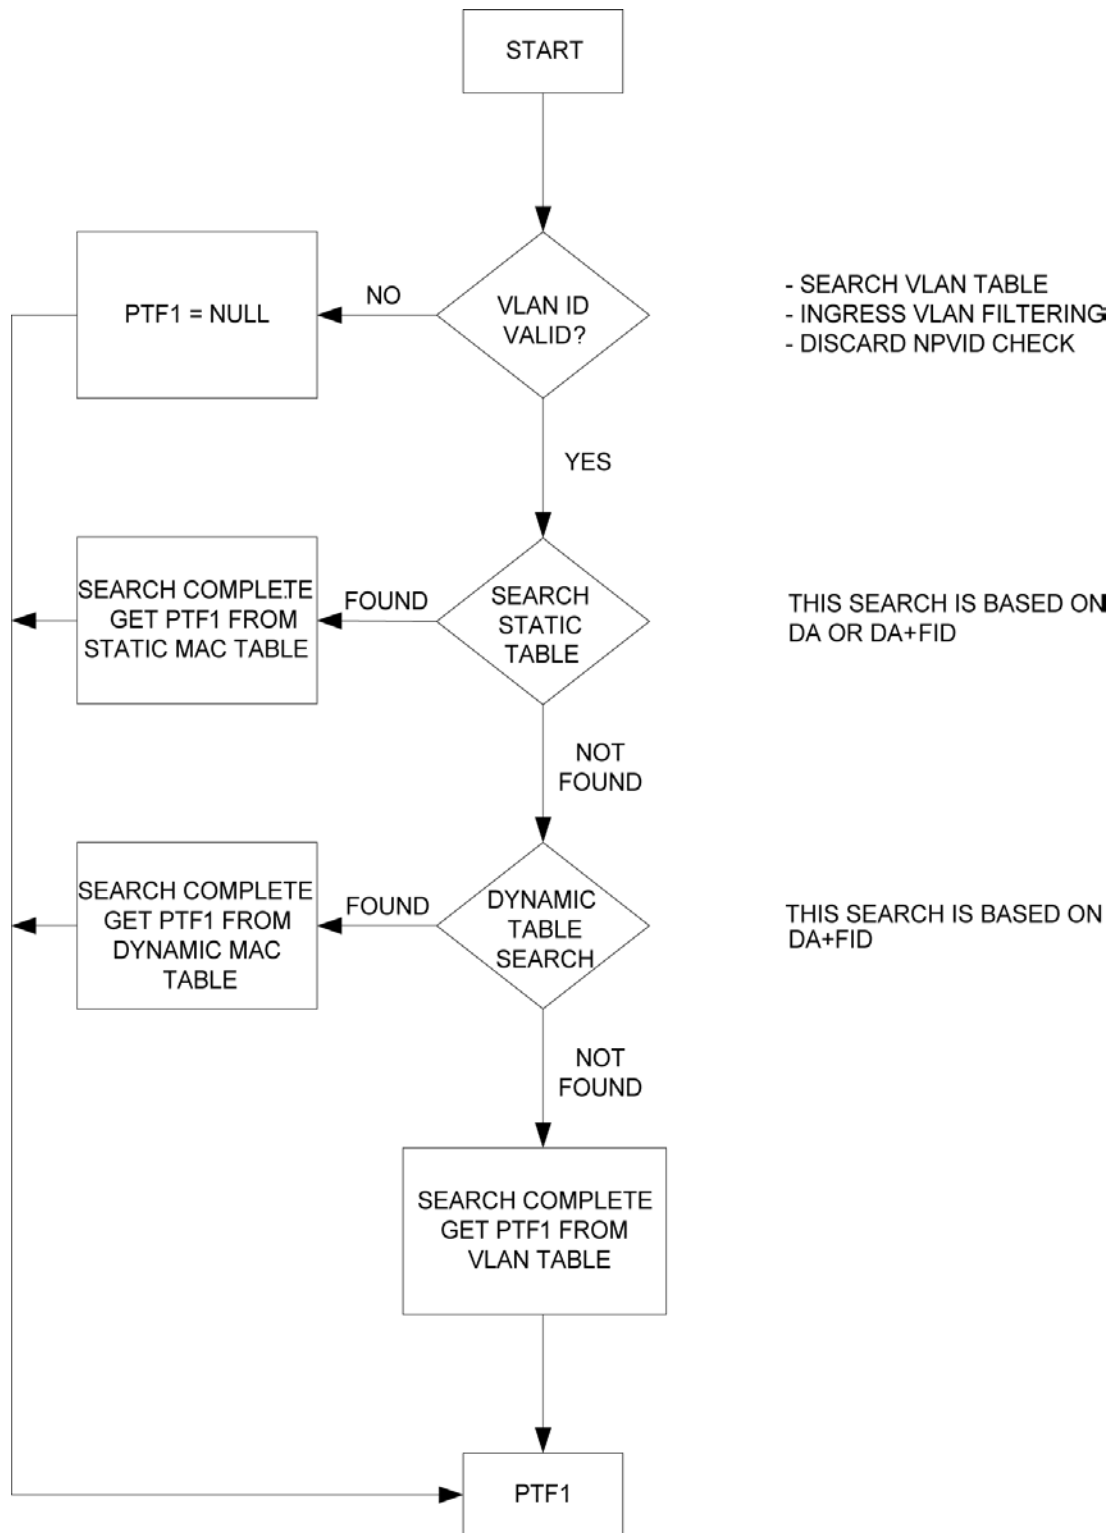 START
PTF1 = NULL
NO
VLAN ID
VALID?
- SEARCH VLAN TABLE
- INGRESS VLAN FILTERING
- DISCARD NPVID CHECK
YES
SEARCH COMPLETE
GET PTF1 FROM
STATIC MAC TABLE
FOUND
SEARCH
STATIC
TABLE
THIS SEARCH IS BASED ON
DA OR DA+FID
NOT
FOUND
SEARCH COMPLETE
GET PTF1 FROM
DYNAMIC MAC
TABLE
FOUND
DYNAMIC
TABLE
SEARCH
THIS SEARCH IS BASED ON
DA+FID
NOT
FOUND
SEARCH COMPLETE
GET PTF1 FROM
VLAN TABLE
PTF1